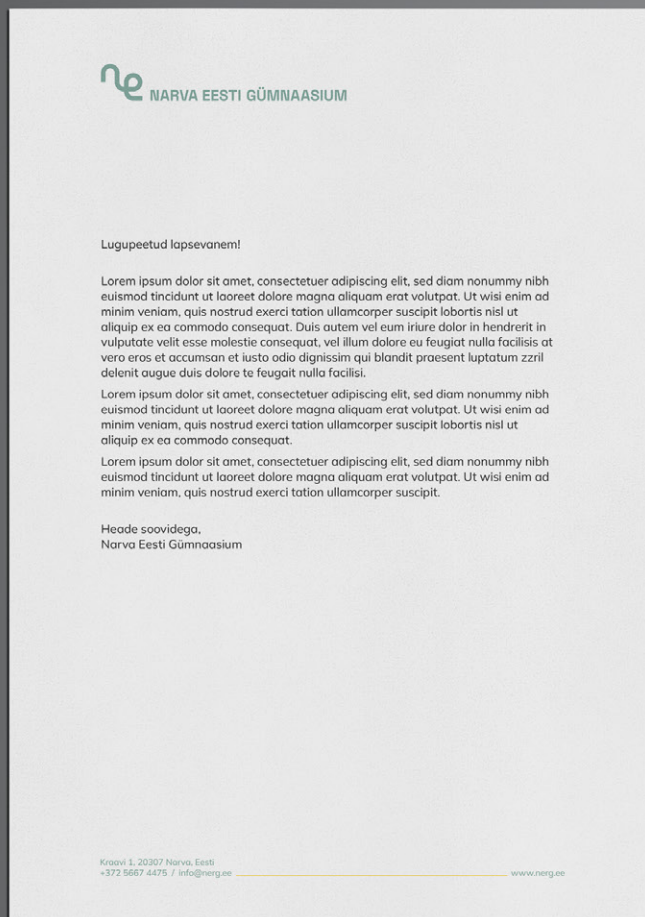 ne NARVA EESTI GÜMNAASIUM
Lugupeetud lapsevanem!
Lorem ipsum dolor sit amet, consectetuer adipiscing elit, sed diam nonummy nibh
euismod tincidunt ut laoreet dolore magna aliquam erat volutpat. Ut wisi enim ad
minim veniam, quis nostrud exerci tation ullamcorper suscipit lobortis nisl ut
aliquip ex ea commodo consequat. Duis autem vel eum iriure dolor in hendrerit in
vulputate velit esse molestie consequat, vel illum dolore eu feugiat nulla facilisis at
vero eros et accumsan et iusto odio dignissim qui blandit praesent luptatum zzril
delenit augue duis dolore te feugait nulla facilisi.
Lorem ipsum dolor sit amet, consectetuer adipiscing elit, sed diam nonummy nibh
euismod tincidunt ut laoreet dolore magna aliquam erat volutpat. Ut wisi enim ad
minim veniam, quis nostrud exerci tation ullamcorper suscipit lobortis nisl ut
aliquip ex ea commodo consequat.
Lorem ipsum dolor sit amet, consectetuer adipiscing elit, sed diam nonummy nibh
euismod tincidunt ut laoreet dolore magna aliquam erat volutpat. Ut wisi enim ad
minim veniam, quis nostrud exerci tation ullamcorper suscipit.
Heade soovidega,
Narva Eesti Gümnaasium
Kraavi 1, 20307 Narva, Eesti
+372 5667 4475 / info@nerg.ee www.nerg.ee